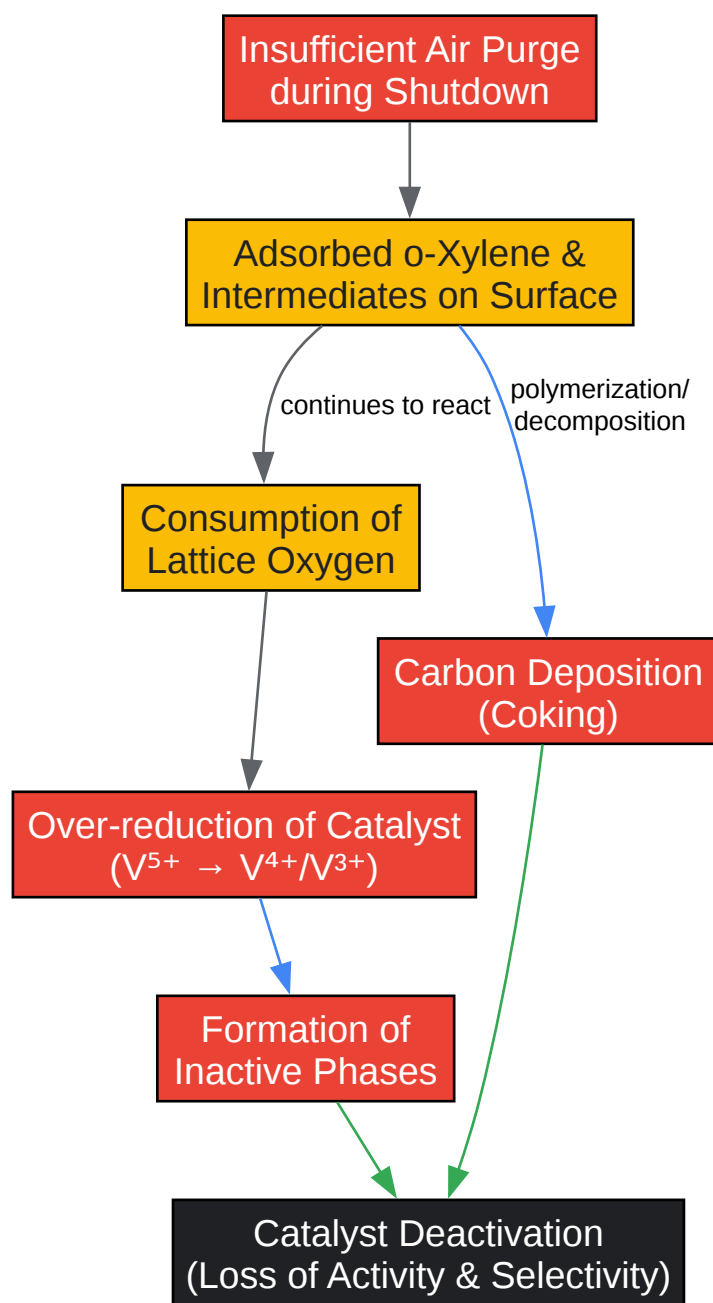 Insufficient Air Purge
during Shutdown
Adsorbed o-Xylene &
Intermediates on Surface
continues to react
polymerization/
decomposition
Consumption of
Lattice Oxygen
Carbon Deposition
(Coking)
Over-reduction of Catalyst
(V⁵⁺ → V⁴⁺/V³⁺)
Formation of
Inactive Phases
Catalyst Deactivation
(Loss of Activity & Selectivity)